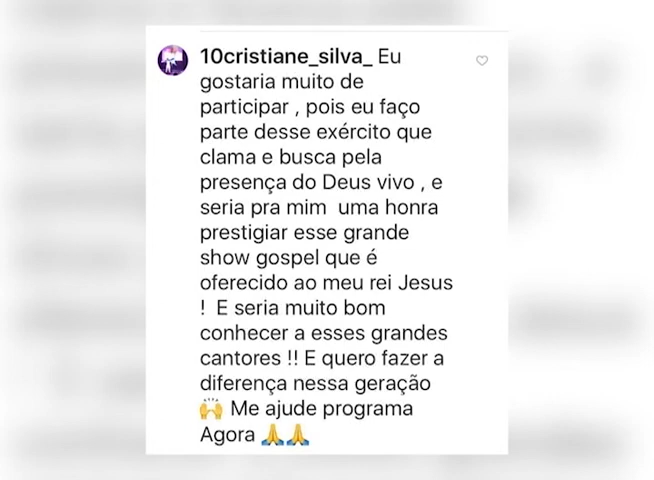 10cristiane_silva_ Eu
gostaria muito de
participar , pois eu faço
parte desse exército que
clama e busca pela
presença do Deus vivo , e
seria pra mim  uma honra
prestigiar esse grande
show gospel que é
oferecido ao meu rei Jesus
!  E seria muito bom
conhecer a esses grandes
cantores !! E quero fazer a
diferença nessa geração
🙌 Me ajude programa
Agora 🙏🙏